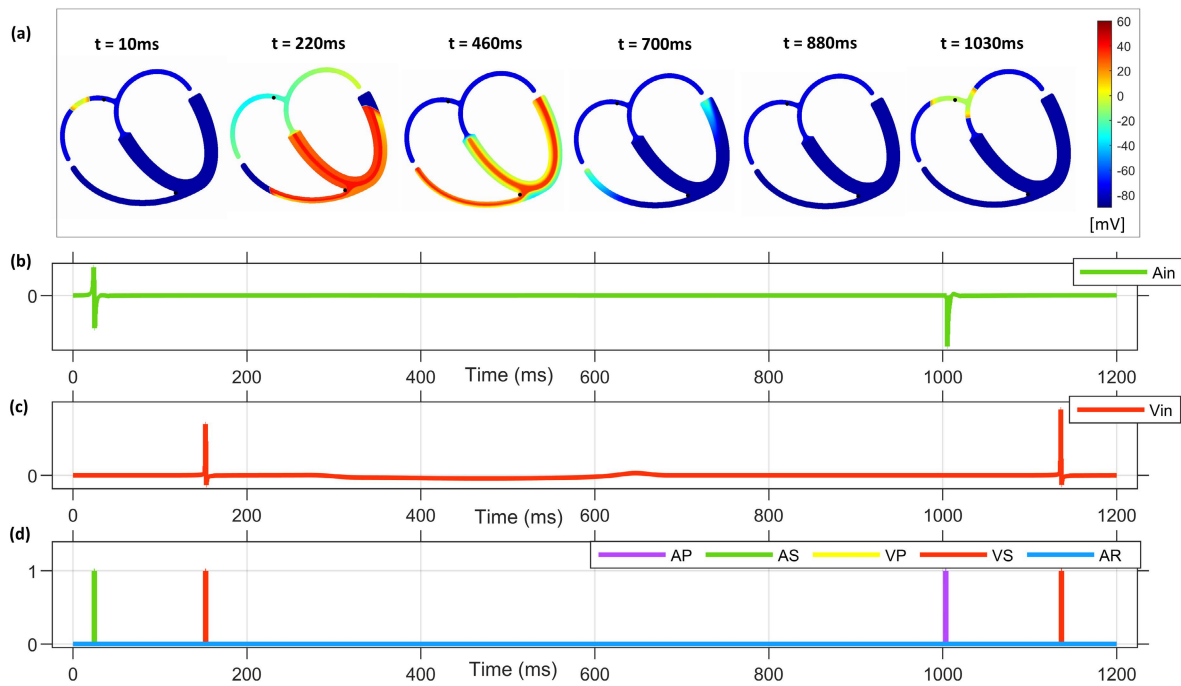 (a)
t = 10ms t = 220ms t = 460ms t = 700ms t = 880ms t = 1030ms
60
40
20
0
-20
-40
-60
-80
[mV]
(b)
Ain
0
0 200 400 600 800 1000 1200
Time (ms)
(c)
Vin
0
0 200 400 600 800 1000 1200
Time (ms)
(d)
AP AS VP VS AR
1
0
0 200 400 600 800 1000 1200
Time (ms)